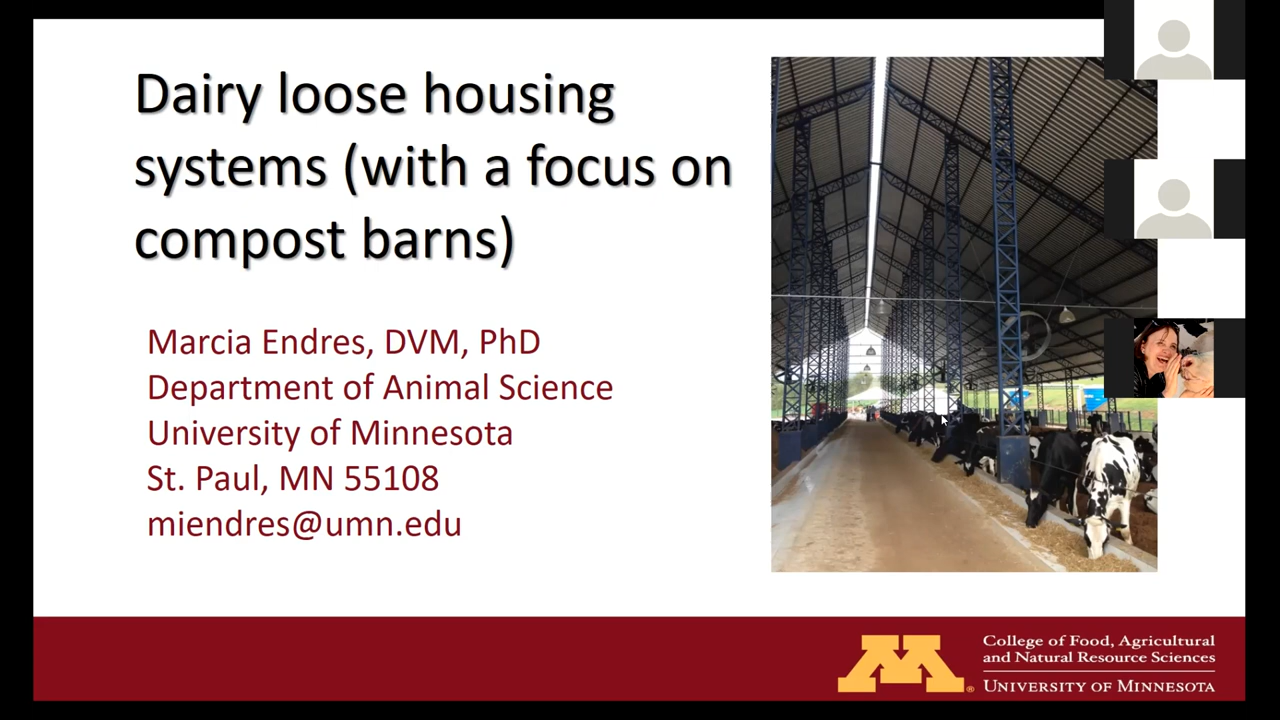 Dairy loose housing
systems (with a focus on
compost barns)
Marcia Endres, DVM, PhD
Department of Animal Science
University of Minnesota
St. Paul, MN 55108
miendres@umn.edu
M®
College of Food, Agricultural
and Natural Resource Sciences
UNIVERSITY OF MINNESOTA